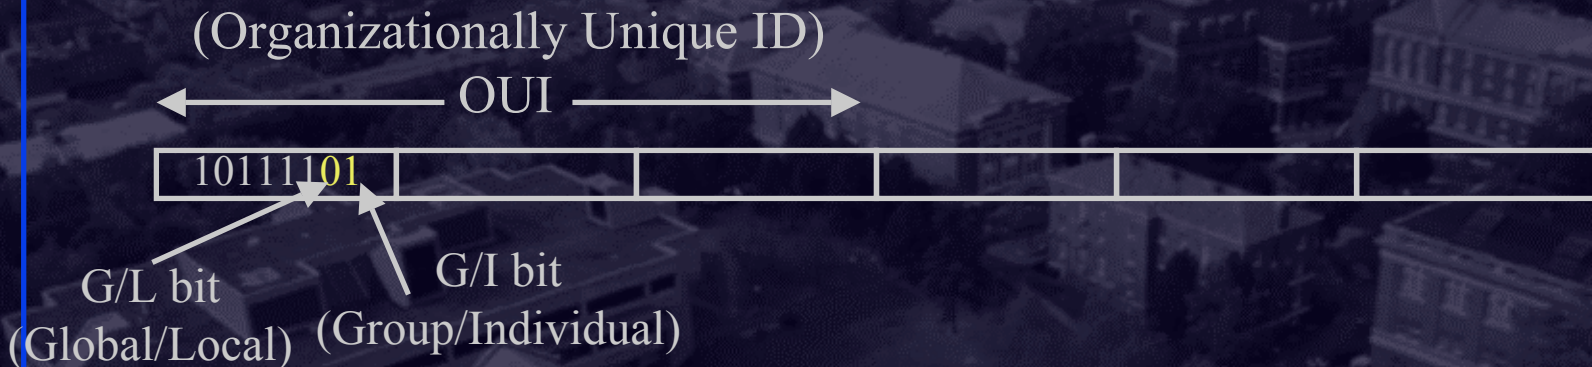 (Organizationally Unique ID)
OUI
10111101
G/L bit
(Global/Local)
G/I bit
(Group/Individual)